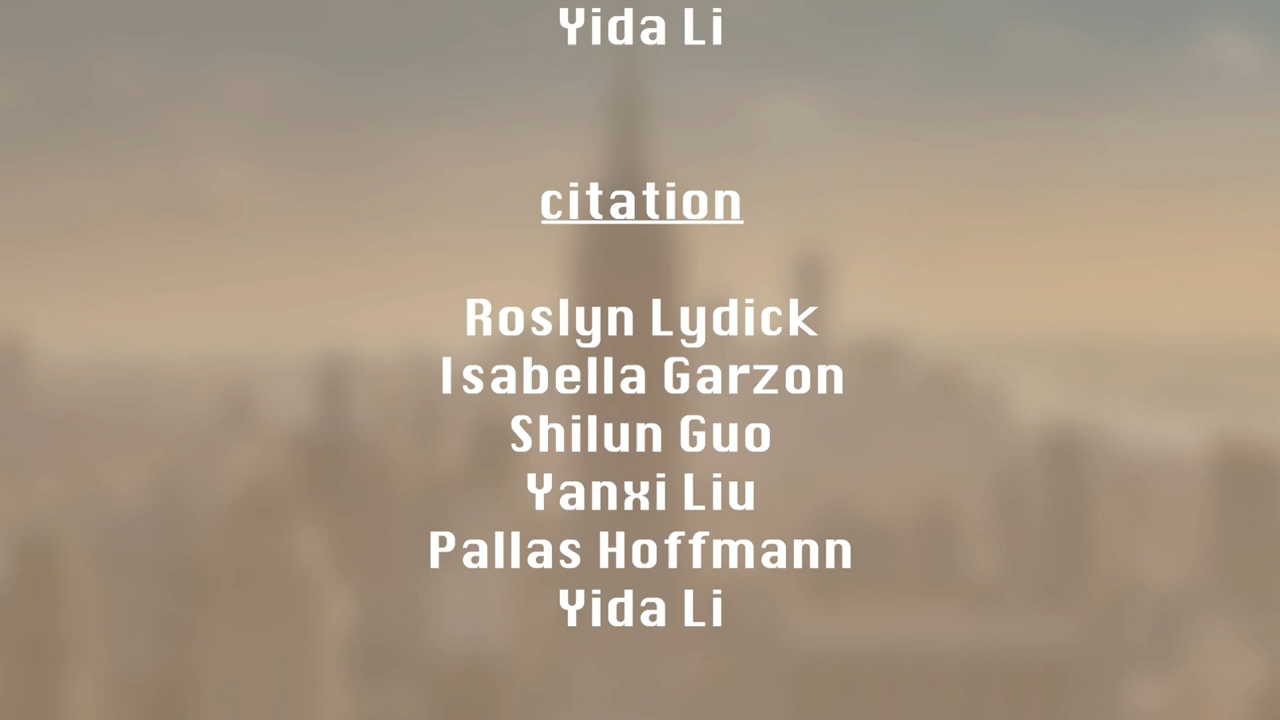 Yida Li
citation
Roslyn Lydick
Isabella Garzon
Shilun Guo
Yanxi Liu
Pallas Hoffmann
Yida Li